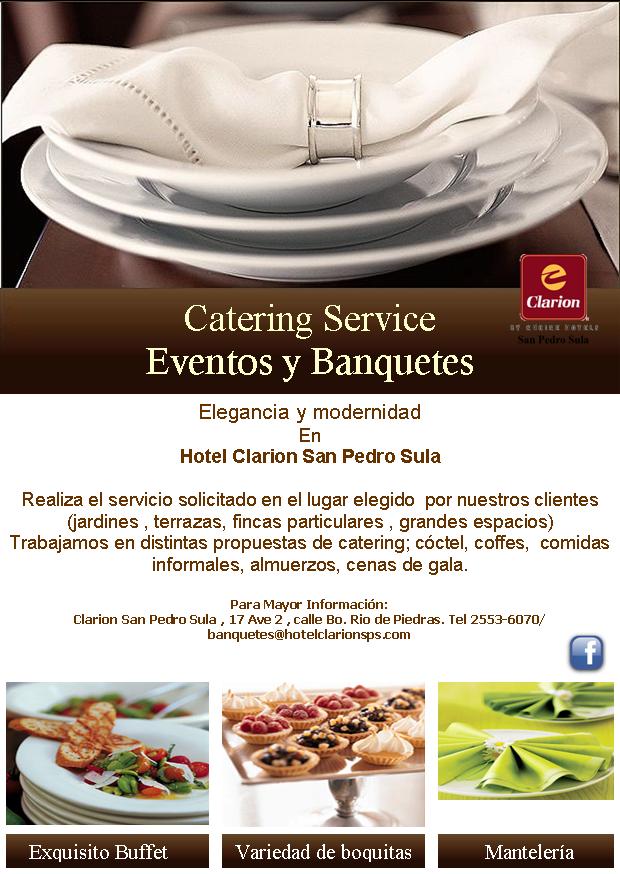 Clarion
BY CHOICE HOTELS
San Pedro Sula
Catering Service
Eventos y Banquetes
Elegancia y modernidad
En
Hotel Clarion San Pedro Sula
Realiza el servicio solicitado en el lugar elegido por nuestros clientes
(jardines , terrazas, fincas particulares , grandes espacios)
Trabajamos en distintas propuestas de catering; cóctel, coffes, comidas
informales, almuerzos, cenas de gala.
Para Mayor Información:
Clarion San Pedro Sula , 17 Ave 2 , calle Bo. Rio de Piedras. Tel 2553-6070/
banquetes@hotelclarionsps.com
f
Exquisito Buffet
Variedad de boquitas
Mantelería